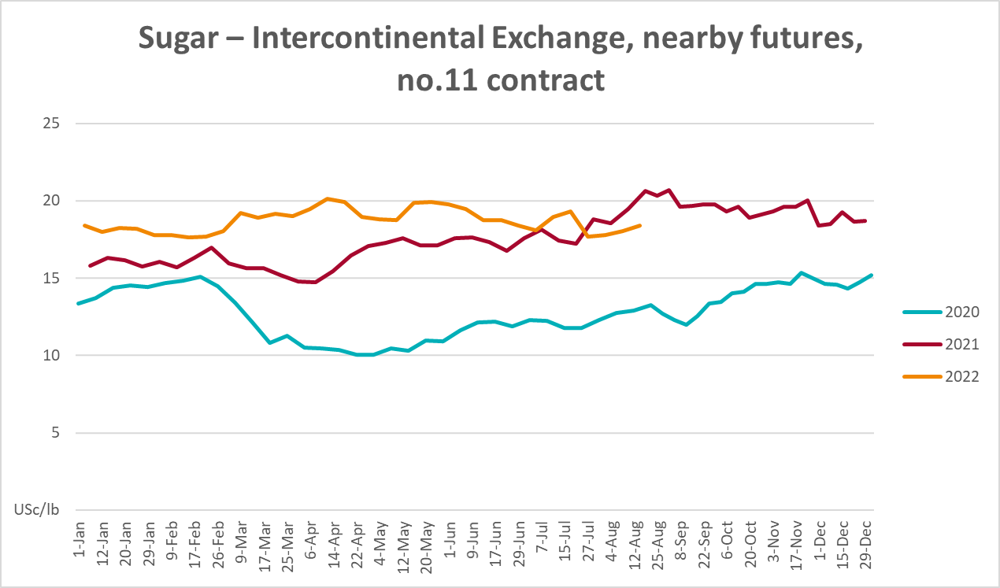 Sugar – Intercontinental Exchange, nearby futures,
no.11 contract
25
20
15
10
5
USc/lb
1-Jan
12-Jan
20-Jan
29-Jan
9-Feb
17-Feb
26-Feb
9-Mar
17-Mar
25-Mar
6-Apr
14-Apr
22-Apr
4-May
12-May
20-May
1-Jun
9-Jun
17-Jun
29-Jun
7-Jul
15-Jul
27-Jul
4-Aug
12-Aug
25-Aug
8-Sep
22-Sep
6-Oct
20-Oct
3-Nov
17-Nov
1-Dec
15-Dec
29-Dec
2020
2021
2022